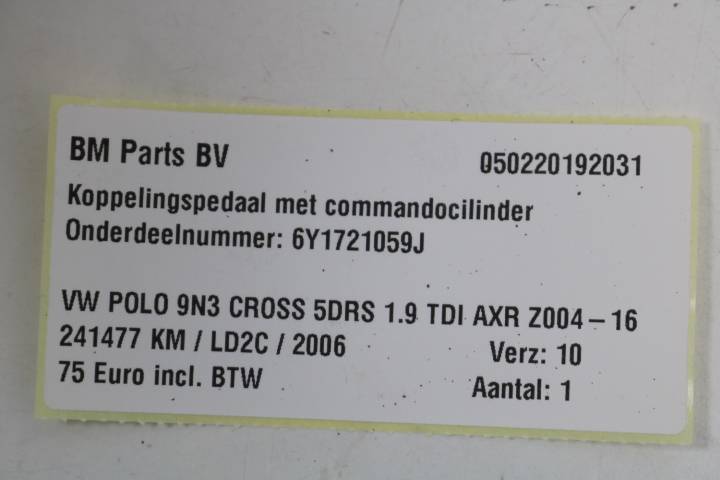 BM Parts BV 050220192031
Koppelingspedaal met commandocilinder
Onderdeelnummer: 6Y1721059J
VW POLO 9N3 CROSS 5DRS 1.9 TDI AXR Z004-16
241477 KM / LD2C / 2006 Verz: 10
75 Euro incl. BTW Aantal: 1